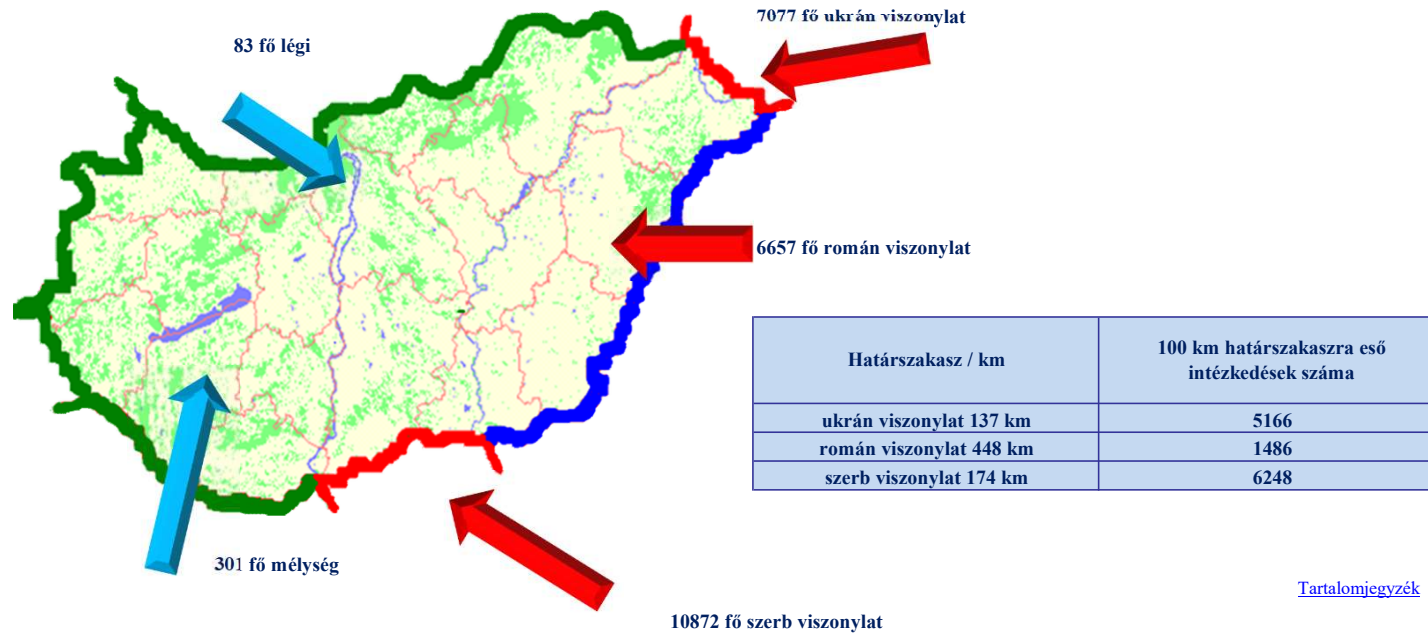 7077 fő ukrán viszonylat
83 fő légi
6657 fő román viszonylat
Határszakasz / km
100 km határszakaszra eső
intézkedések száma
ukrán viszonylat 137 km
5166
román viszonylat 448 km
1486
szerb viszonylat 174 km
6248
301 fő mélység
Tartalomjegyzék
10872 fő szerb viszonylat